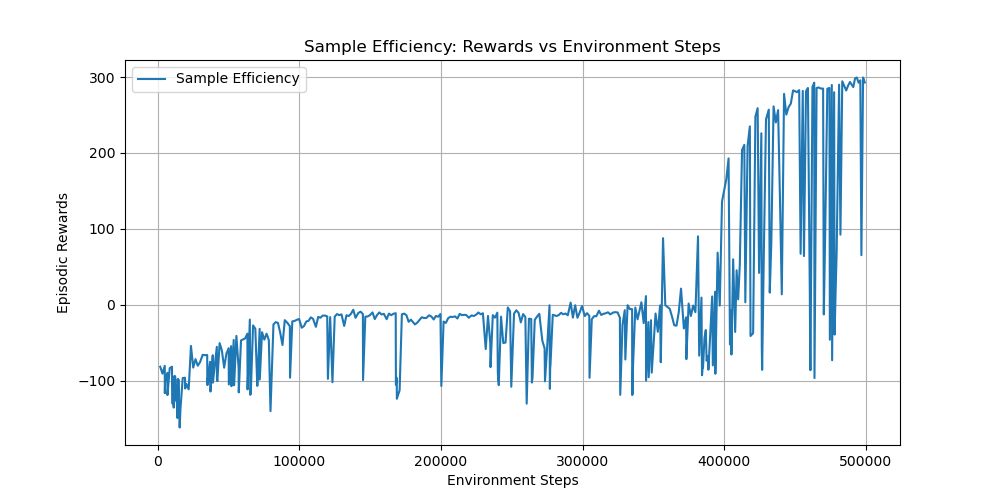 Sample Efficiency: Rewards vs Environment Steps
Sample Efficiency
Episodic Rewards
300
200
100
0
−100
0 100000 200000 300000 400000 500000
Environment Steps